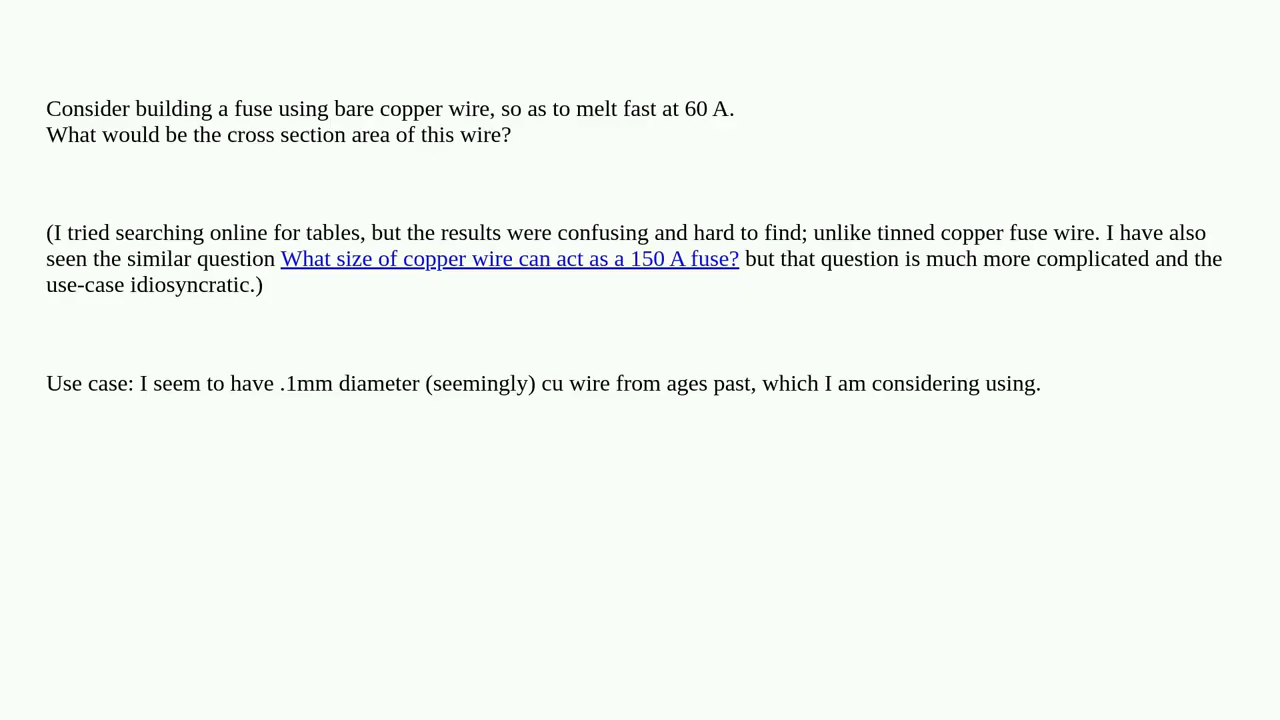 Consider building a fuse using bare copper wire, so as to melt fast at 60 A.
What would be the cross section area of this wire?
(I tried searching online for tables, but the results were confusing and hard to find; unlike tinned copper fuse wire. I have also
seen the similar question What size of copper wire can act as a 150 A fuse? but that question is much more complicated and the
use-case idiosyncratic.)
Use case: I seem to have .1mm diameter (seemingly) cu wire from ages past, which I am considering using.